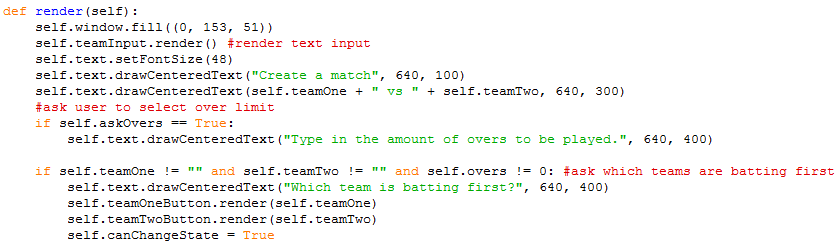 def render(self):
    self.window.fill((0, 153, 51))
    self.teamInput.render() #render text input
    self.text.setFontSize(48)
    self.text.drawCenteredText("Create a match", 640, 100)
    self.text.drawCenteredText(self.teamOne + " vs " + self.teamTwo, 640, 300)
    #ask user to select over limit
    if self.askOvers == True:
        self.text.drawCenteredText("Type in the amount of overs to be played.", 640, 400)

    if self.teamOne != "" and self.teamTwo != "" and self.overs != 0: #ask which teams are batting first
        self.text.drawCenteredText("Which team is batting first?", 640, 400)
        self.teamOneButton.render(self.teamOne)
        self.teamTwoButton.render(self.teamTwo)
        self.canChangeState = True